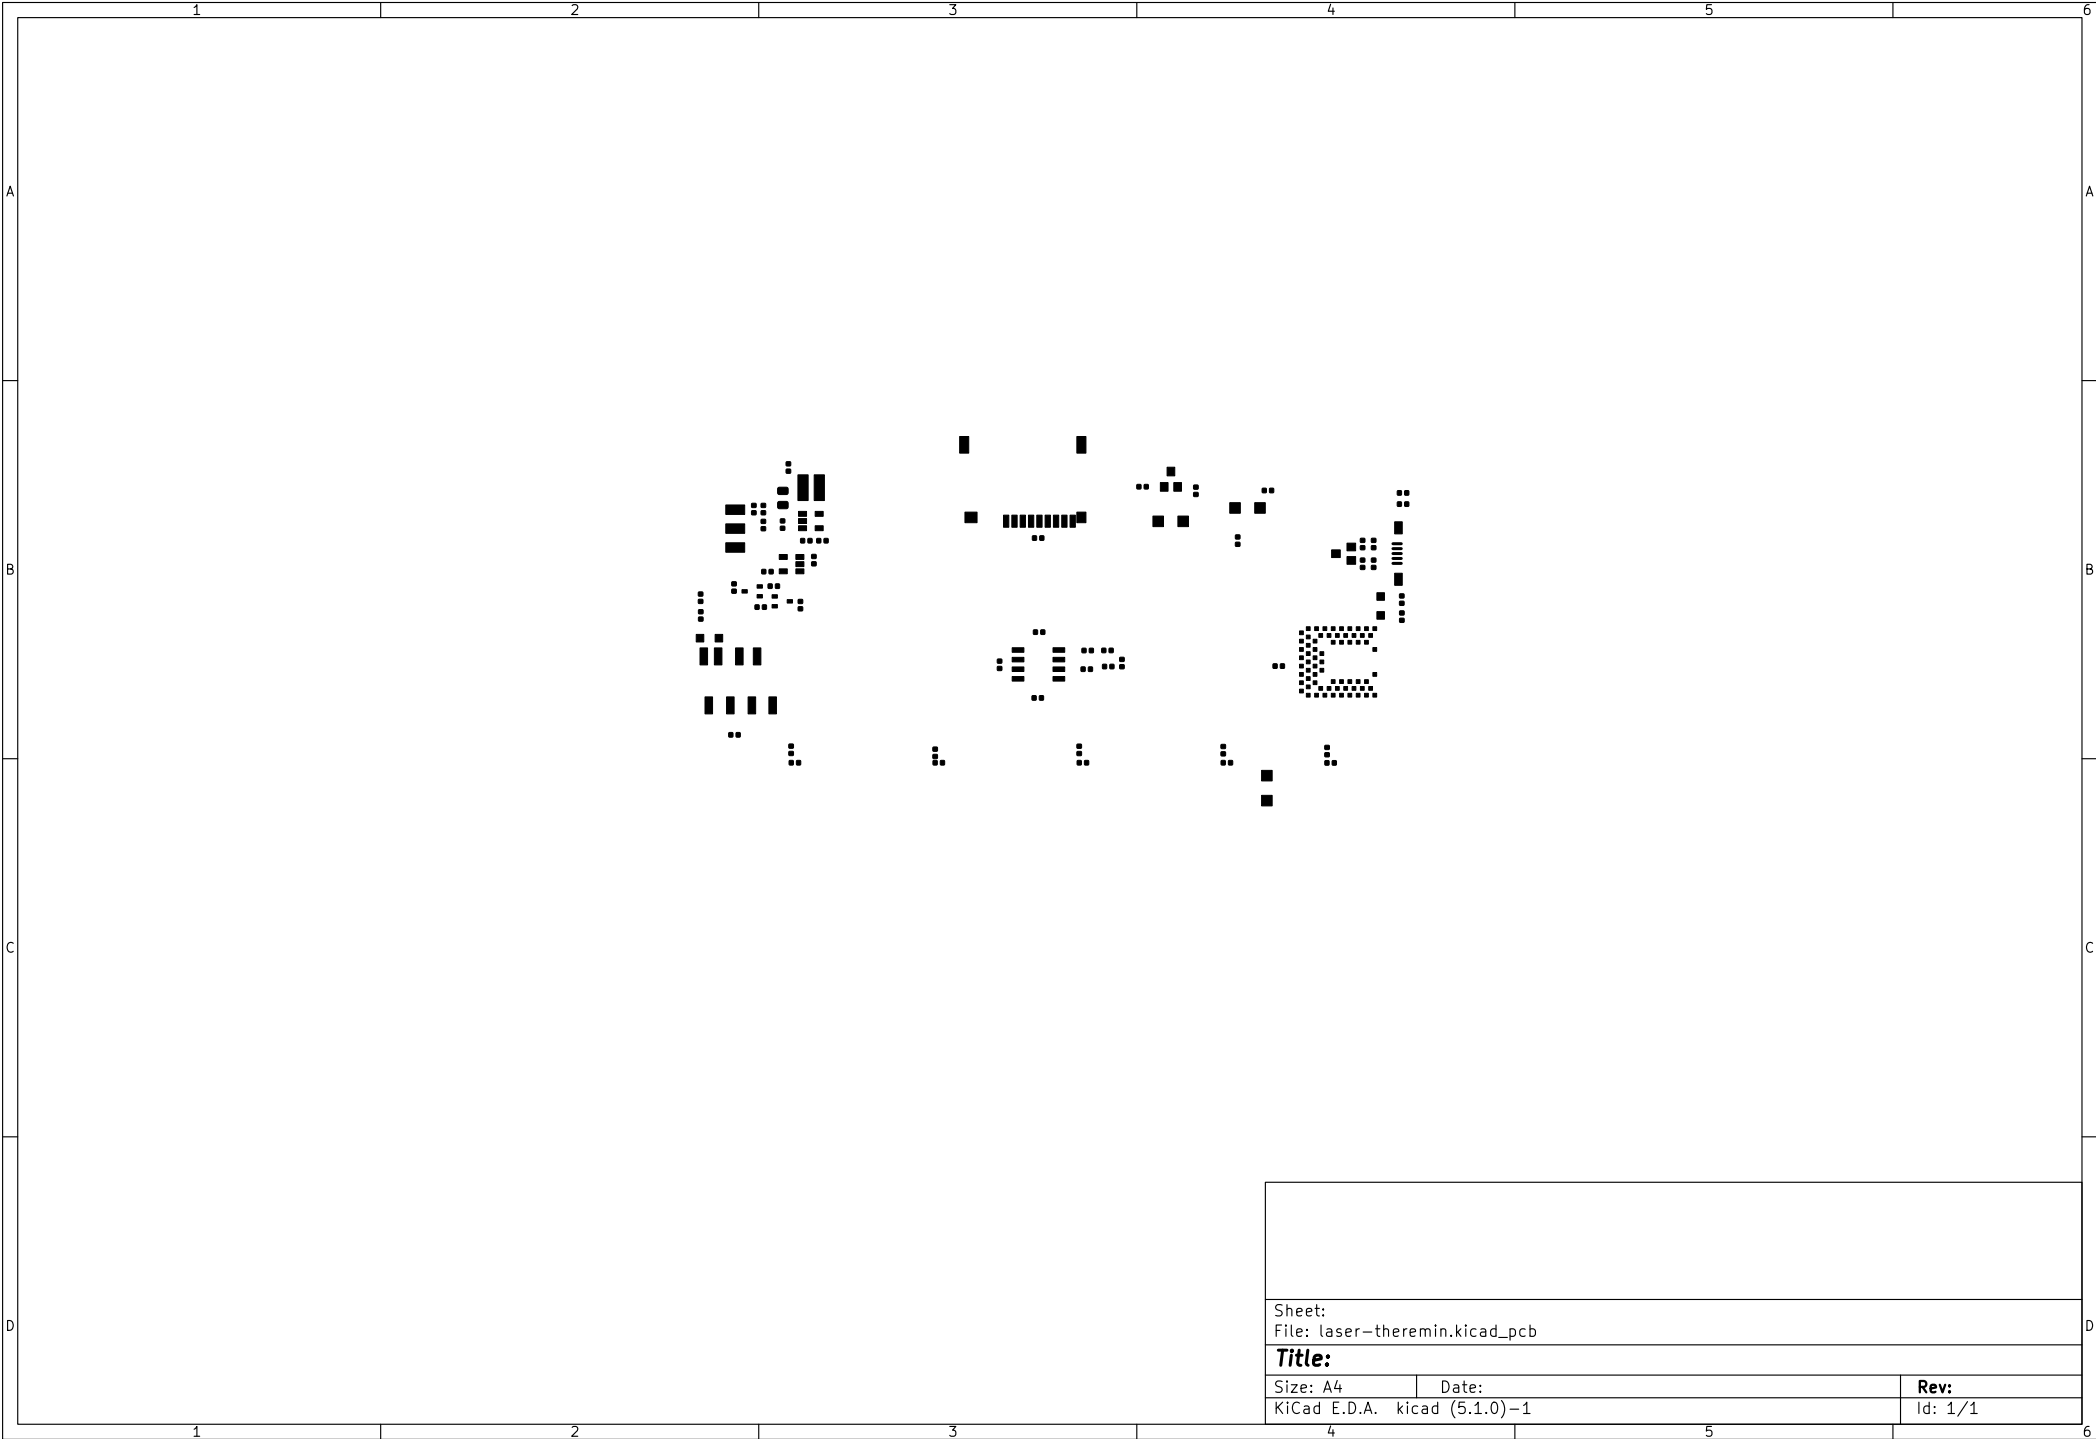 1 2 3 4 5 6
A A
B B
C C
D D
Sheet:
File: laser-theremin.kicad_pcb
Title:
Size: A4 Date: Rev:
KiCad E.D.A. kicad (5.1.0)-1 Id: 1/1
1 2 3 4 5 6